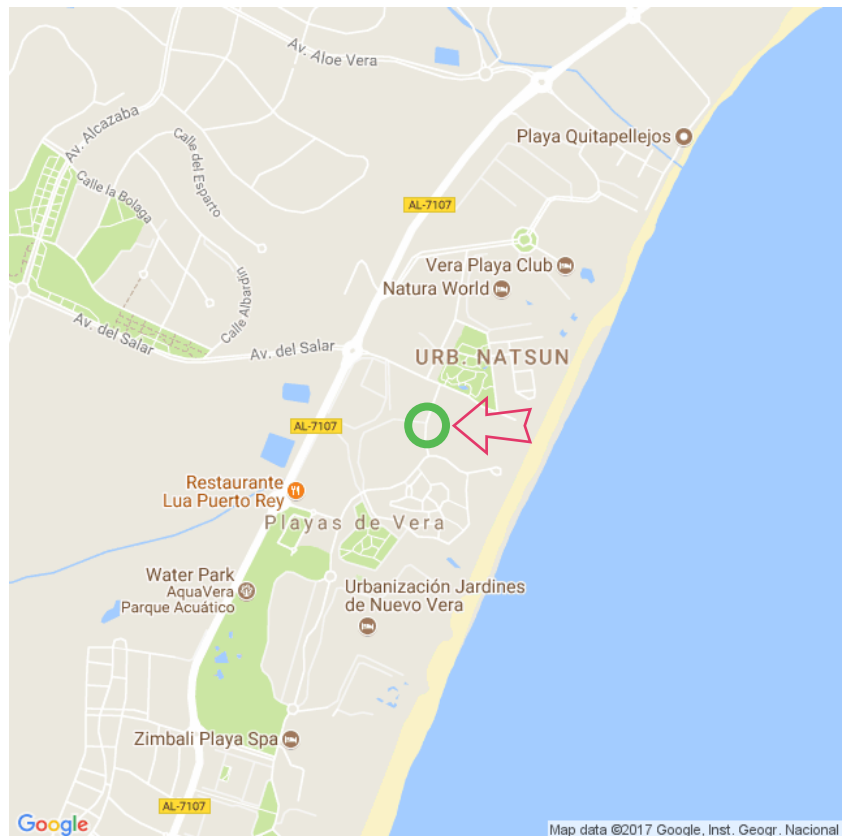 Av. Aloe Vera
Playa Quitapellejos
Av. Alcazaba
Calle del Esparto
Calle la Bolaga
AL-7107
Vera Playa Club
Natura World
Calle Albardin
Av. del Salar
Av. del Salar
URB. NATSUN
AL-7107
Restaurante
Lua Puerto Rey
Playas de Vera
Water Park
AquaVera
Parque Acuático
Urbanización Jardines
de Nuevo Vera
Zimbali Playa Spa
AL-7107
Google
Map data ©2017 Google, Inst. Geogr. Nacional